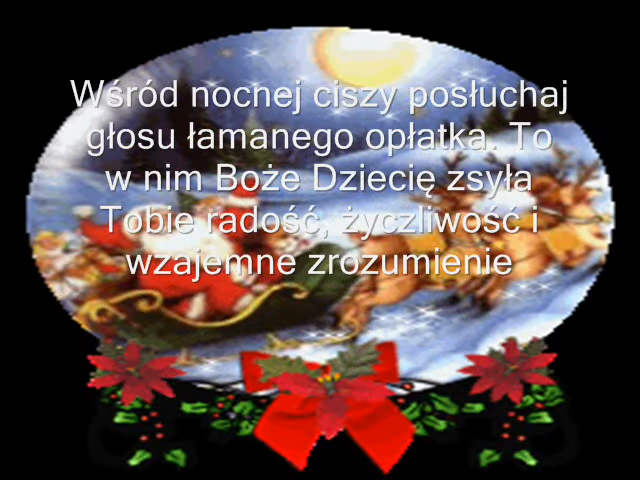 Wśród nocnej ciszy posłuchaj
głosu łamanego opłatka. To
w nim Boże Dziecię zsyła
Tobie radość, życzliwość i
wzajemne zrozumienie